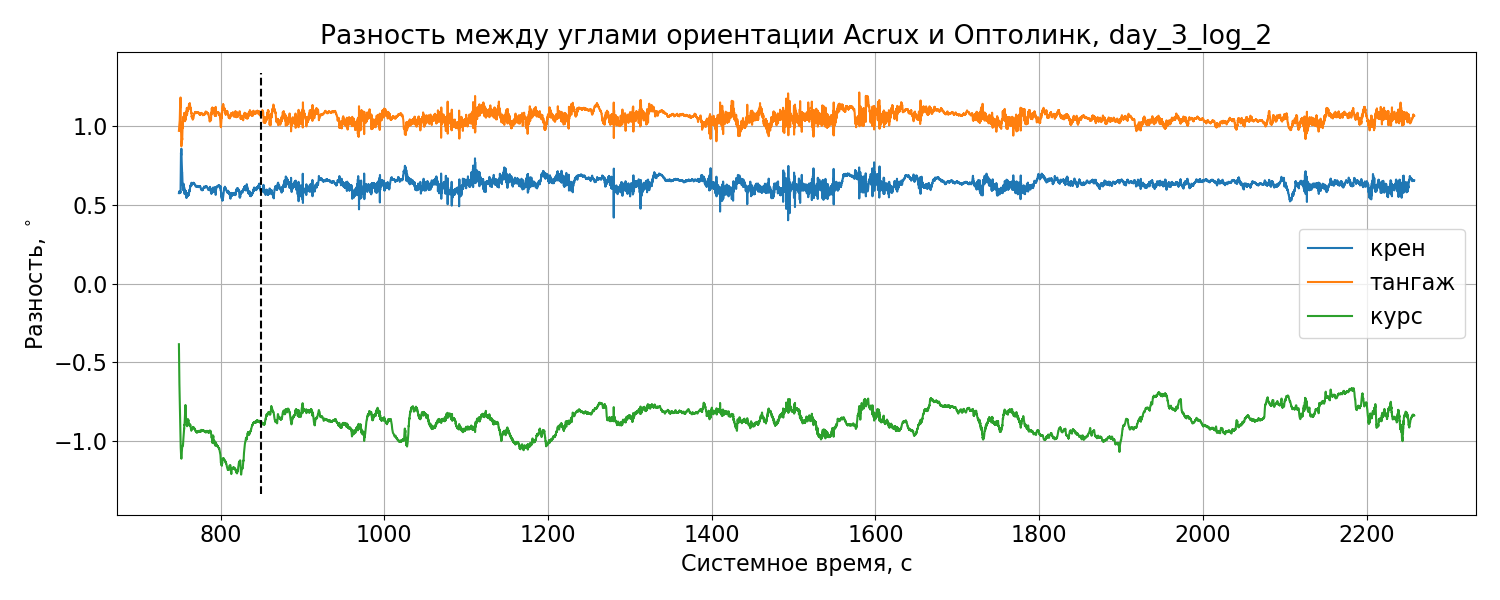 Разность между углами ориентации Acrux и Оптолинк, day_3_log_2
Разность, °
1.0
0.5
0.0
−0.5
−1.0
крен
тангаж
курс
800
1000
1200
1400
1600
1800
2000
2200
Системное время, с